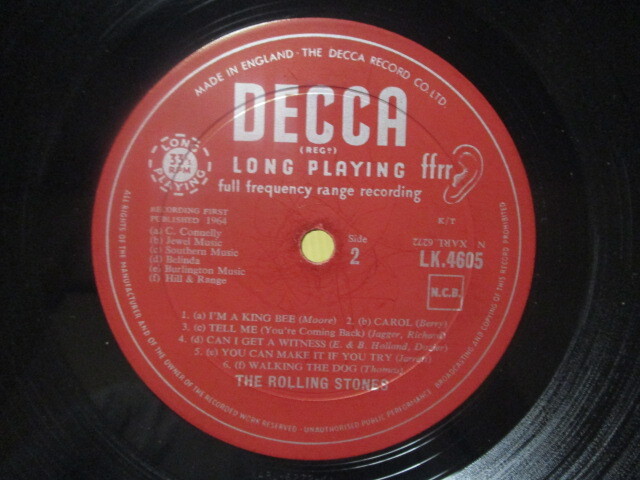 MADE IN ENGLAND · THE DECCA RECORD CO. LTD.
DECCA
(REGD)
LONG PLAYING
ffrr
full frequency range recording
LONG PLAYING
33⅓
RPM
RECORDING FIRST
PUBLISHED 1964
K/T
(a) C. Connelly
(b) Jewel Music
(c) Southern Music
(d) Belinda
(e) Burlington Music
(f) Hill & Range
Side
2
LK.4605
N.C.B.
1. (a) I'M A KING BEE (Moore) 2. (b) CAROL (Berry)
3. (e) TELL ME (You're Coming Back) (Jagger, Richard)
4. (d) CAN I GET A WITNESS (E. & B. Holland, Dozier)
5. (c) YOU CAN MAKE IT IF YOU TRY (Jarrett)
6. (f) WALKING THE DOG (Thomas)
THE ROLLING STONES
ALL RIGHTS OF THE MANUFACTURER AND OF THE OWNER OF THE RECORDED WORK RESERVED · UNAUTHORISED PUBLIC PERFORMANCE BROADCASTING AND COPYING OF THIS RECORD PROHIBITED